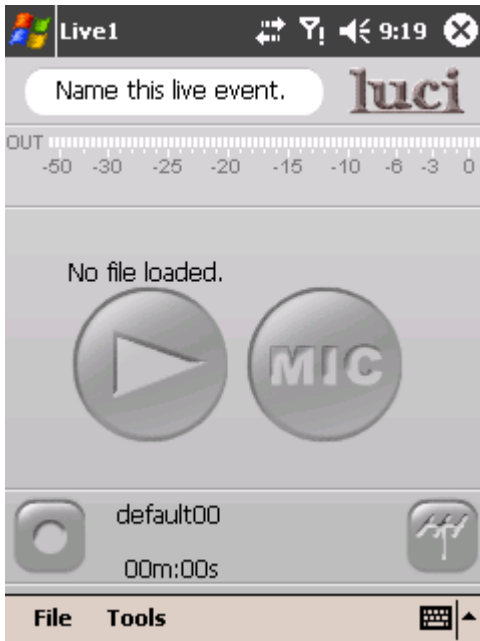 Live1 9:19
Name this live event. luci
OUT
-50 -30 -25 -20 -15 -10 -6 -3 0
No file loaded.
MIC
default00
00m:00s
File Tools